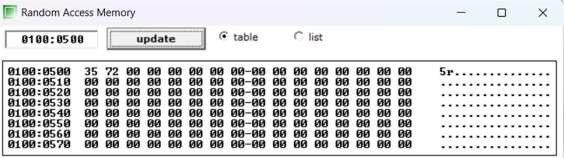 Random Access Memory
0100:0500 update table list
0100:0500 35 72 00 00 00 00 00 00-00 00 00 00 00 00 00 00 5r..............
0100:0510 00 00 00 00 00 00 00 00-00 00 00 00 00 00 00 00 ................
0100:0520 00 00 00 00 00 00 00 00-00 00 00 00 00 00 00 00 ................
0100:0530 00 00 00 00 00 00 00 00-00 00 00 00 00 00 00 00 ................
0100:0540 00 00 00 00 00 00 00 00-00 00 00 00 00 00 00 00 ................
0100:0550 00 00 00 00 00 00 00 00-00 00 00 00 00 00 00 00 ................
0100:0560 00 00 00 00 00 00 00 00-00 00 00 00 00 00 00 00 ................
0100:0570 00 00 00 00 00 00 00 00-00 00 00 00 00 00 00 00 ................